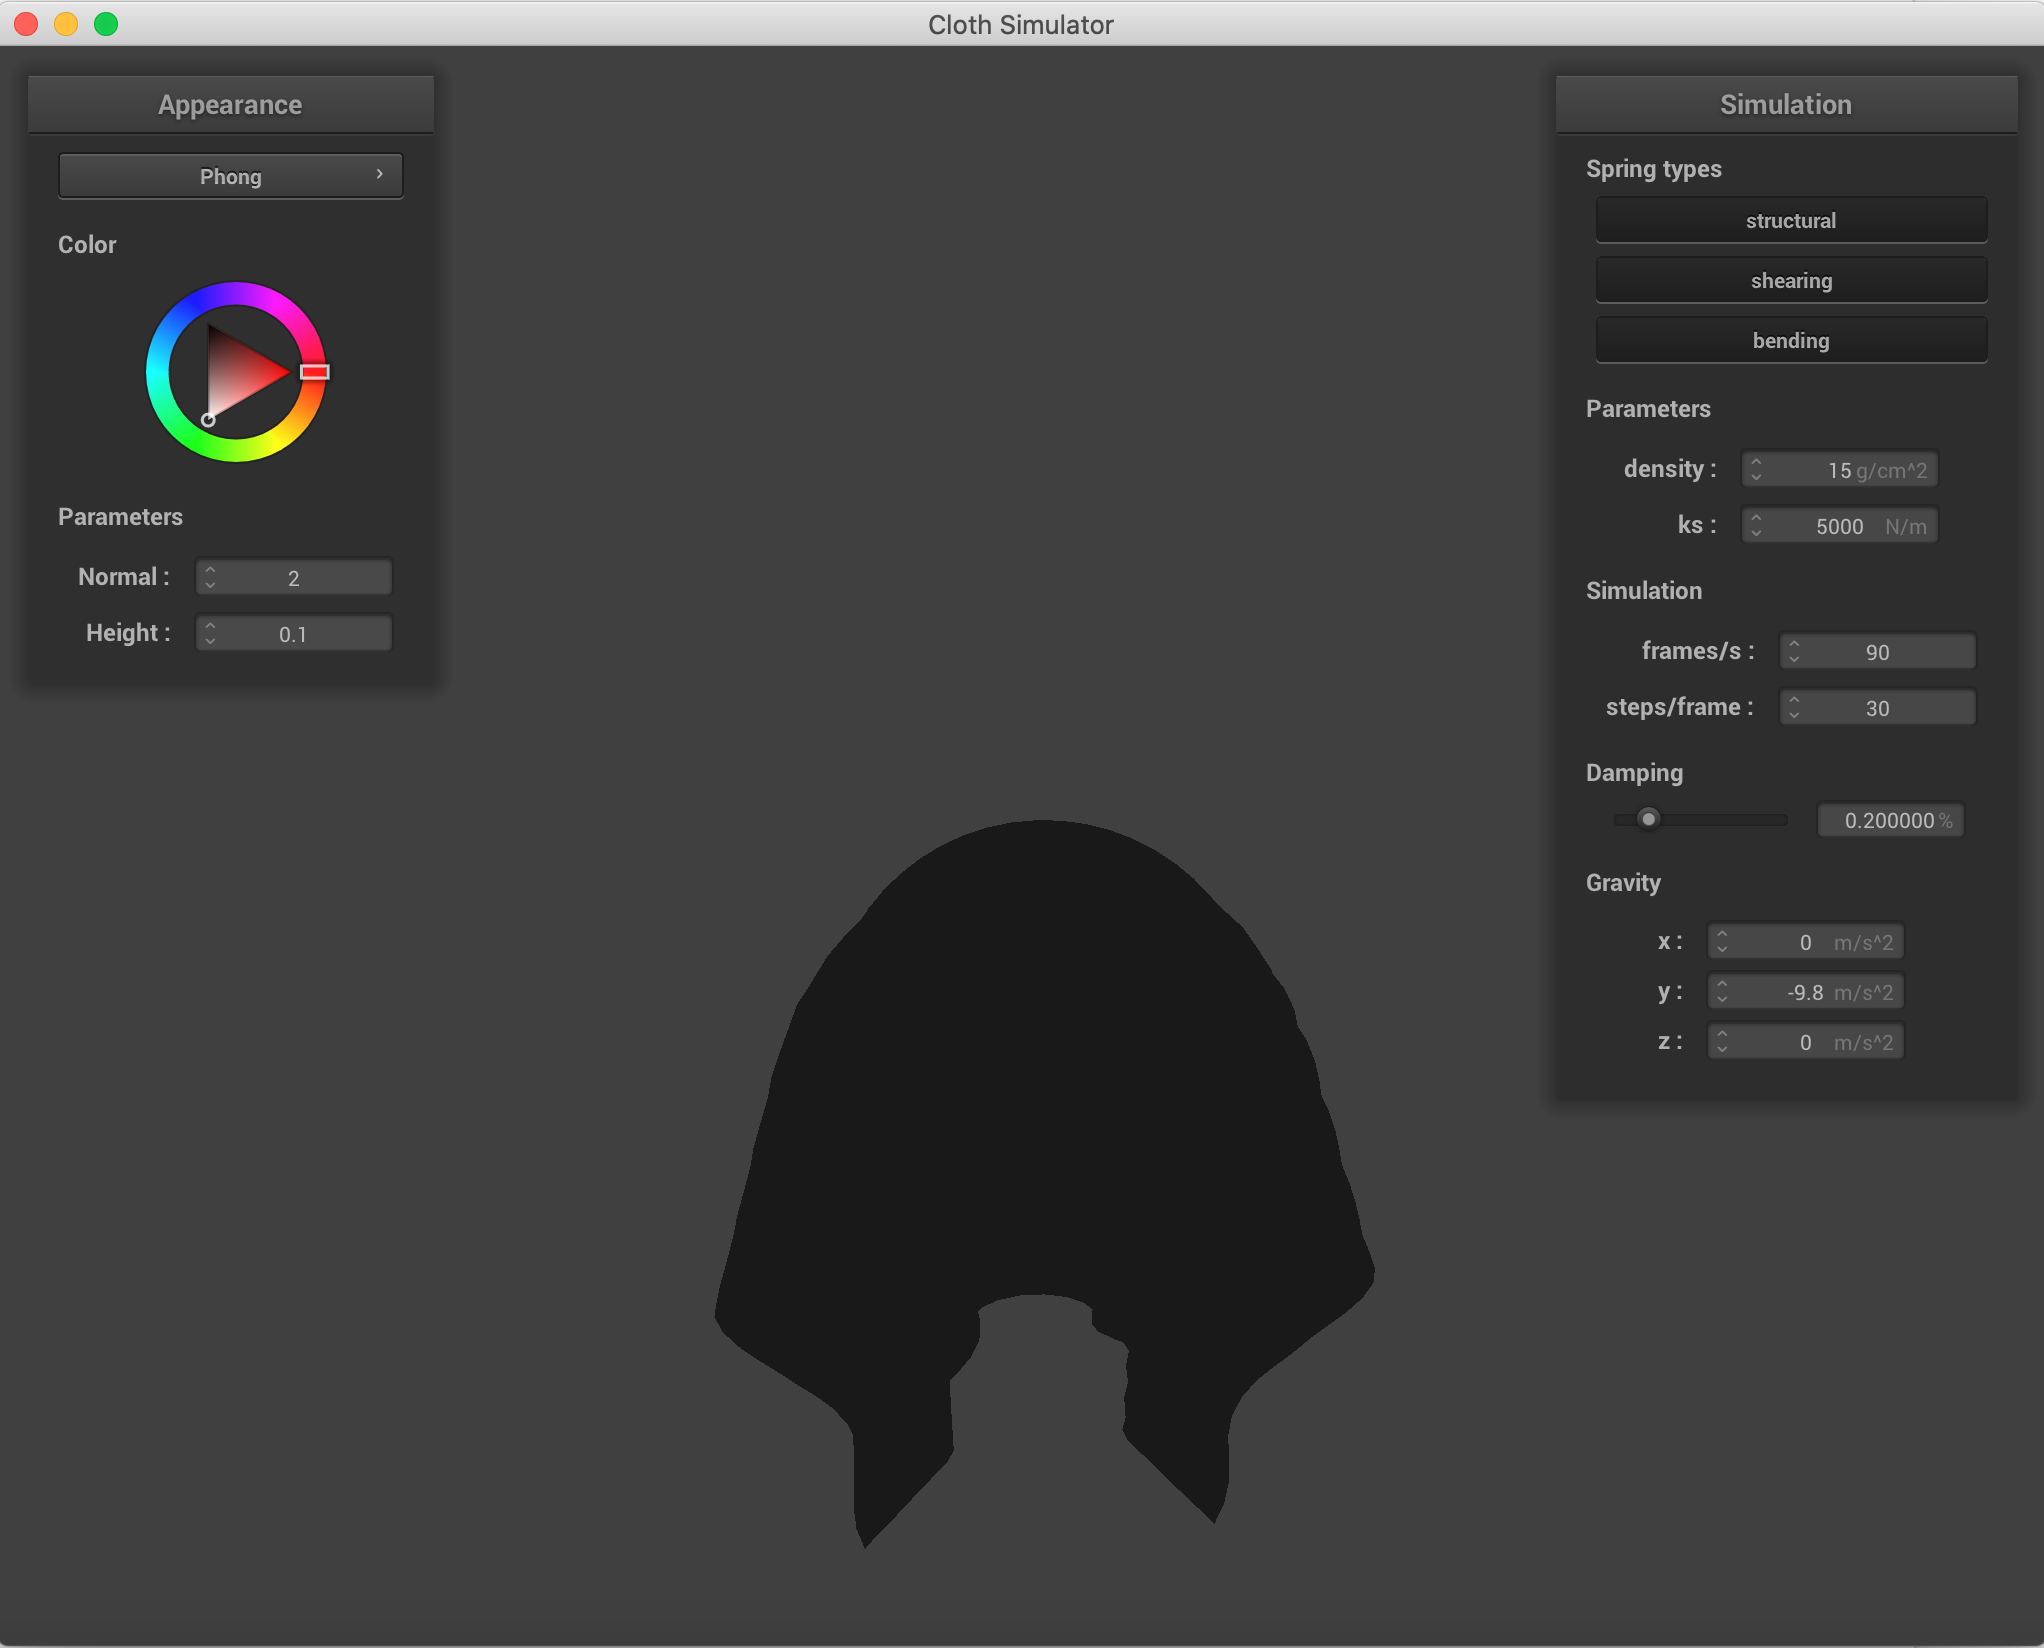 Cloth Simulator
Appearance
Phong
Color
Parameters
Normal : 2
Height : 0.1
Simulation
Spring types
structural
shearing
bending
Parameters
density : 15 g/cm^2
ks : 5000 N/m
Simulation
frames/s : 90
steps/frame : 30
Damping
0.200000 %
Gravity
x : 0 m/s^2
y : -9.8 m/s^2
z : 0 m/s^2